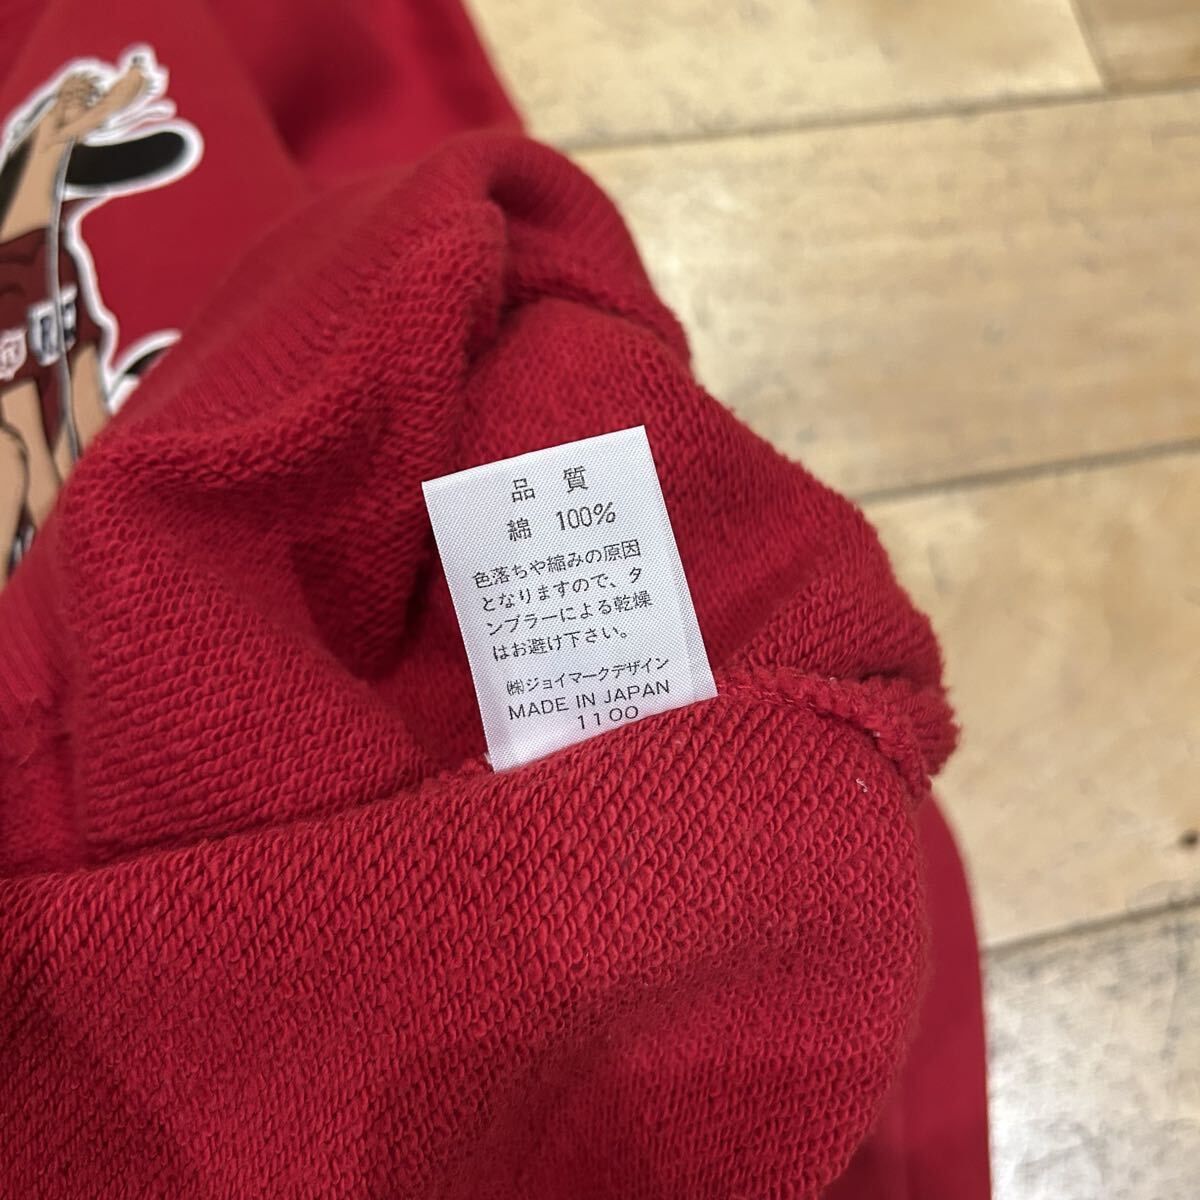 品質
綿 100%
色落ちや縮みの原因
となりますので、タ
ンブラーによる乾燥
はお避け下さい。
㈱ジョイマークデザイン
MADE IN JAPAN
1100